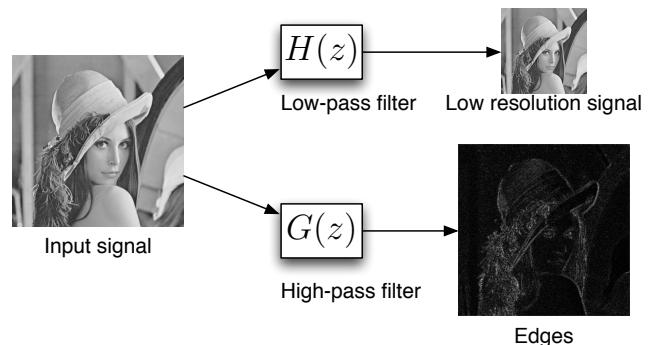 H(z)
Low-pass filter
Low resolution signal
Input signal
G(z)
High-pass filter
Edges